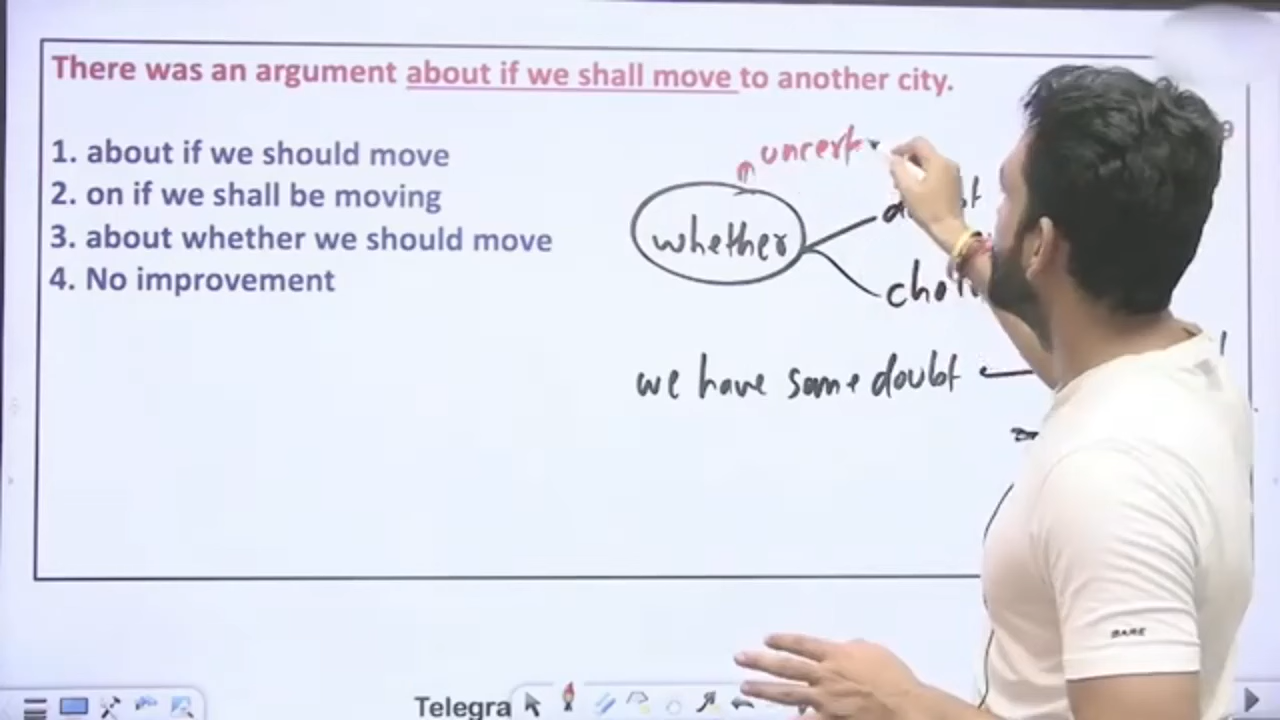 There was an argument about if we shall move to another city.
1. about if we should move
2. on if we shall be moving
3. about whether we should move
4. No improvement
whether
we have some doubt
BARE